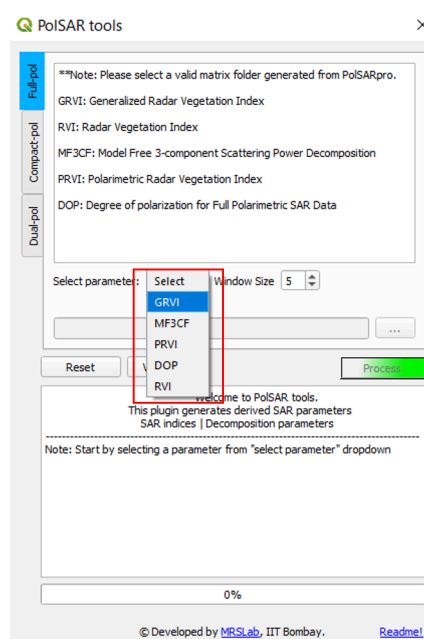 PolSAR tools
Full-pol
Compact-pol
Dual-pol
**Note: Please select a valid matrix folder generated from PolSARpro.
GRVI: Generalized Radar Vegetation Index
RVI: Radar Vegetation Index
MF3CF: Model Free 3-component Scattering Power Decomposition
PRVI: Polarimetric Radar Vegetation Index
DOP: Degree of polarization for Full Polarimetric SAR Data
Select parameter: Select Window Size 5
GRVI
MF3CF
PRVI
DOP
RVI
...
Reset Process
Welcome to PolSAR tools.
This plugin generates derived SAR parameters
SAR indices | Decomposition parameters
Note: Start by selecting a parameter from "select parameter" dropdown
0%
© Developed by MRSLab, IIT Bombay. Readme!